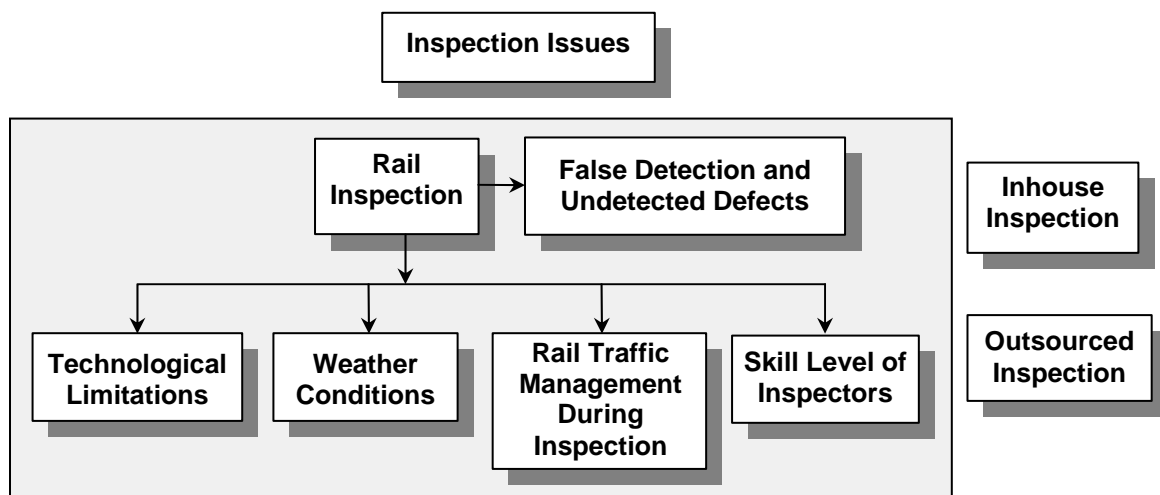 Inspection Issues
Rail
Inspection
False Detection and
Undetected Defects
Inhouse
Inspection
Technological
Limitations
Weather
Conditions
Rail Traffic
Management
During
Inspection
Skill Level of
Inspectors
Outsourced
Inspection